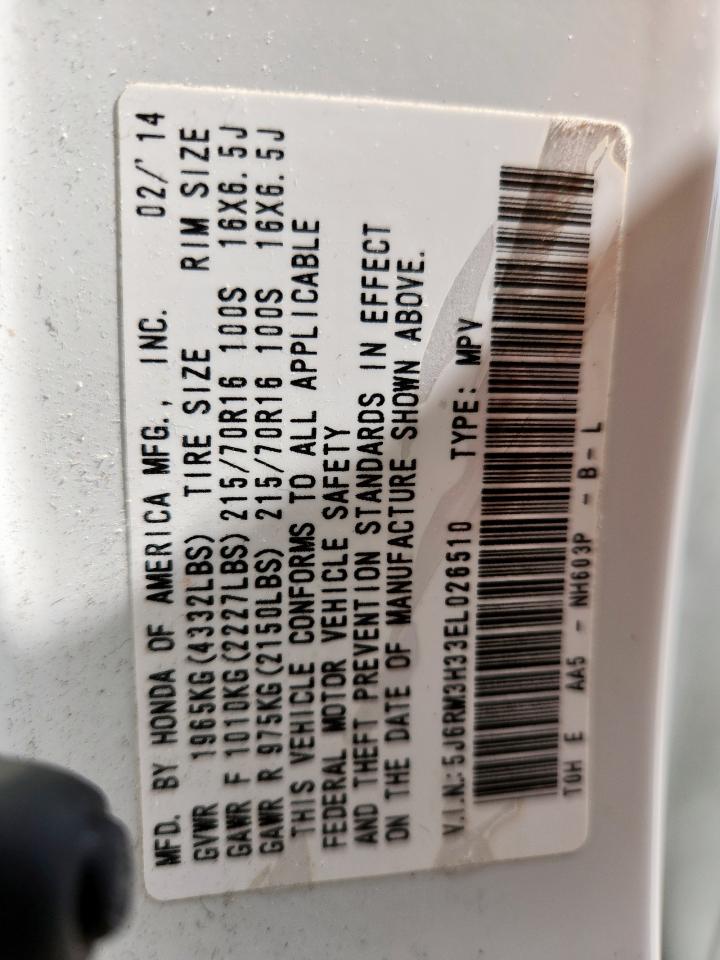 MFD. BY HONDA OF AMERICA MFG., INC. 02/'14
GVWR 1965KG(4332LBS) TIRE SIZE RIM SIZE
GAWR F 1010KG(2227LBS) 215/70R16 100S 16X6.5J
GAWR R 975KG(2150LBS) 215/70R16 100S 16X6.5J
THIS VEHICLE CONFORMS TO ALL APPLICABLE
FEDERAL MOTOR VEHICLE SAFETY
AND THEFT PREVENTION STANDARDS IN EFFECT
ON THE DATE OF MANUFACTURE SHOWN ABOVE.
V.I.N.: 5J6RM3H33EL026510 TYPE: MPV
T0H E AA5 - NH603P - B - L